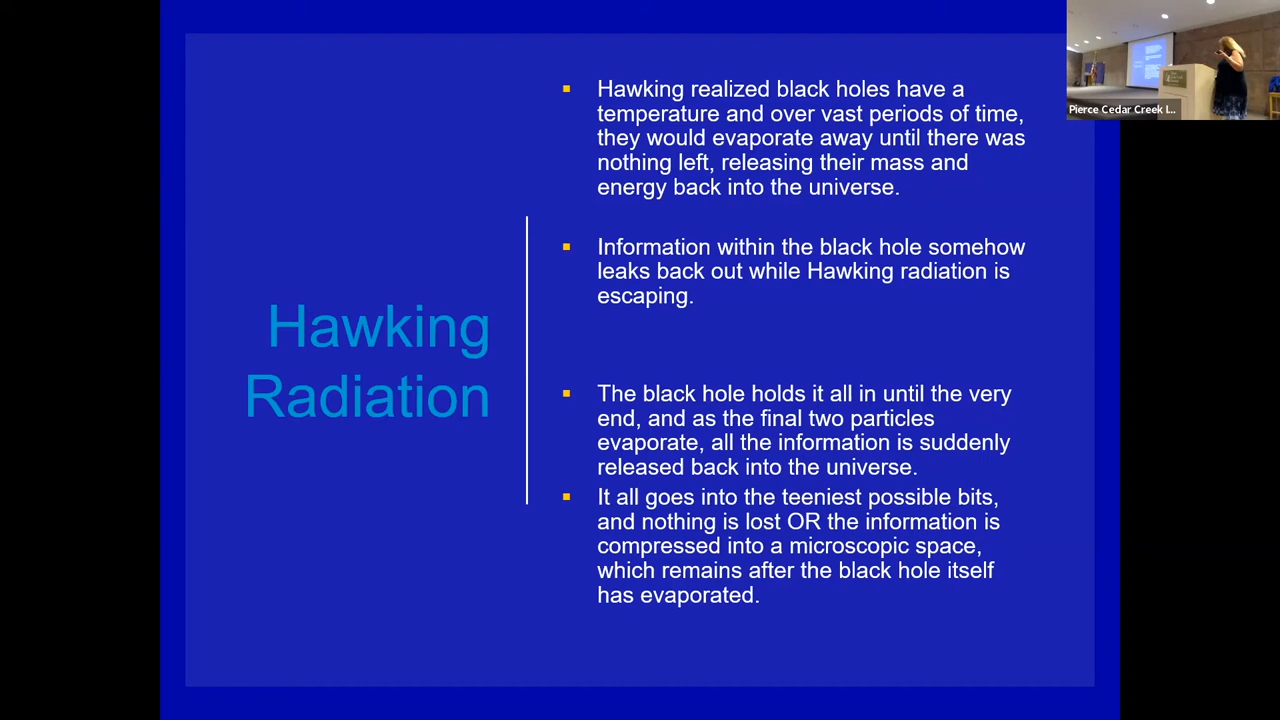 Hawking realized black holes have a
temperature and over vast periods of time,
they would evaporate away until there was
nothing left, releasing their mass and
energy back into the universe.
Information within the black hole somehow
leaks back out while Hawking radiation is
escaping.
Hawking
Radiation
The black hole holds it all in until the very
end, and as the final two particles
evaporate, all the information is suddenly
released back into the universe.
It all goes into the teeniest possible bits,
and nothing is lost OR the information is
compressed into a microscopic space,
which remains after the black hole itself
has evaporated.
Pierce Cedar Creek I...